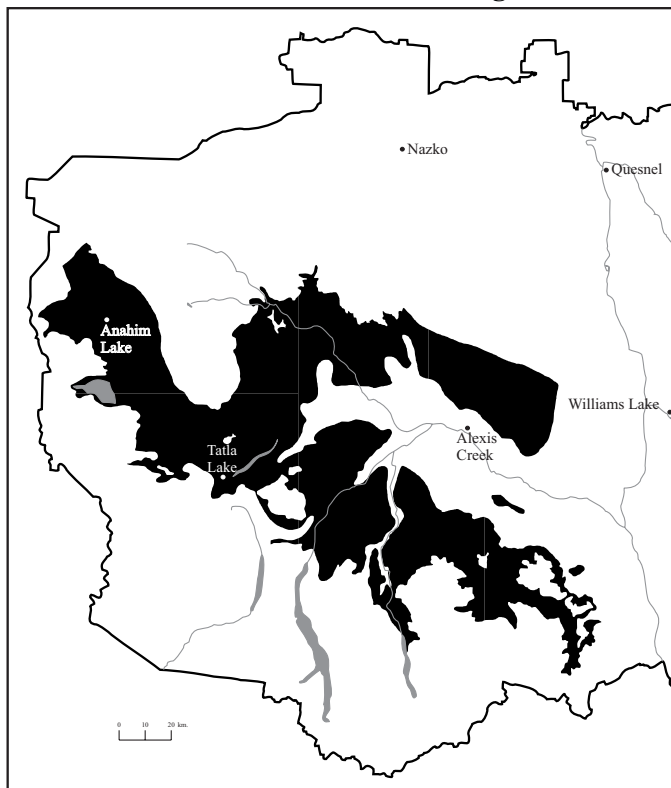 Nazko
Quesnel
Anahim
Lake
Williams Lake
Alexis
Creek
Tatla
Lake
0 10 20 km.